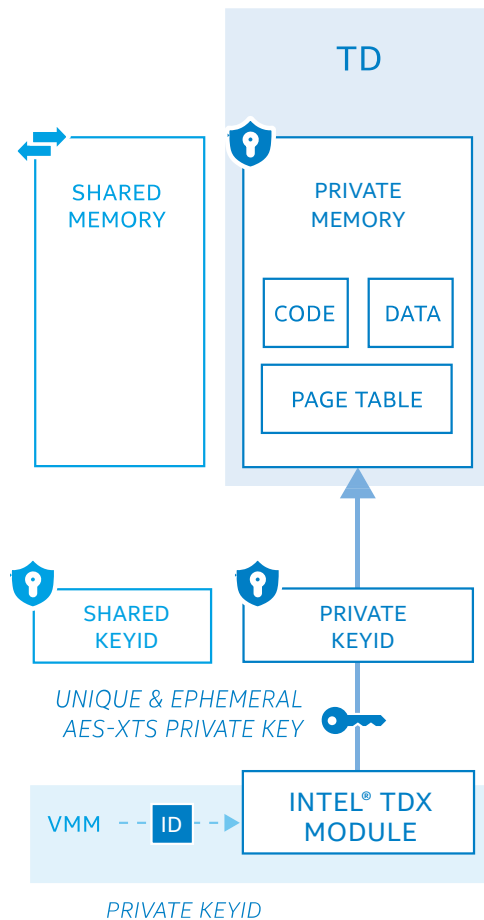 TD
SHARED
MEMORY
PRIVATE
MEMORY
CODE
DATA
PAGE TABLE
SHARED
KEYID
PRIVATE
KEYID
UNIQUE & EPHEMERAL
AES-XTS PRIVATE KEY
INTEL® TDX
MODULE
VMM
ID
PRIVATE KEYID